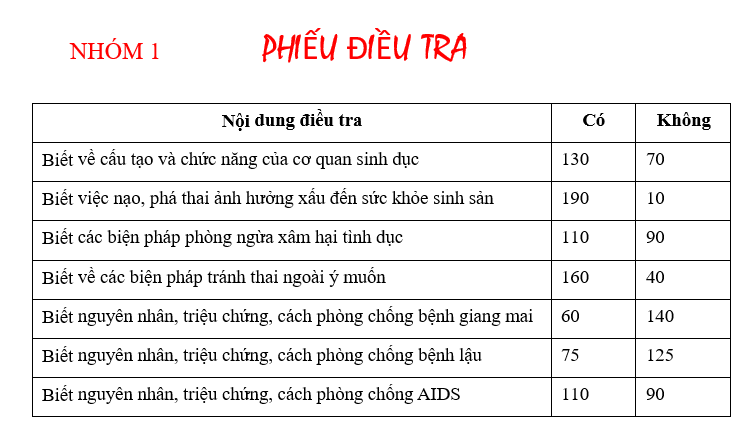 NHÓM 1 PHIẾU ĐIỀU TRA
Nội dung điều tra Có Không
Biết về cấu tạo và chức năng của cơ quan sinh dục 130 70
Biết việc nạo, phá thai ảnh hưởng xấu đến sức khỏe sinh sản 190 10
Biết các biện pháp phòng ngừa xâm hại tình dục 110 90
Biết về các biện pháp tránh thai ngoài ý muốn 160 40
Biết nguyên nhân, triệu chứng, cách phòng chống bệnh giang mai 60 140
Biết nguyên nhân, triệu chứng, cách phòng chống bệnh lậu 75 125
Biết nguyên nhân, triệu chứng, cách phòng chống AIDS 110 90